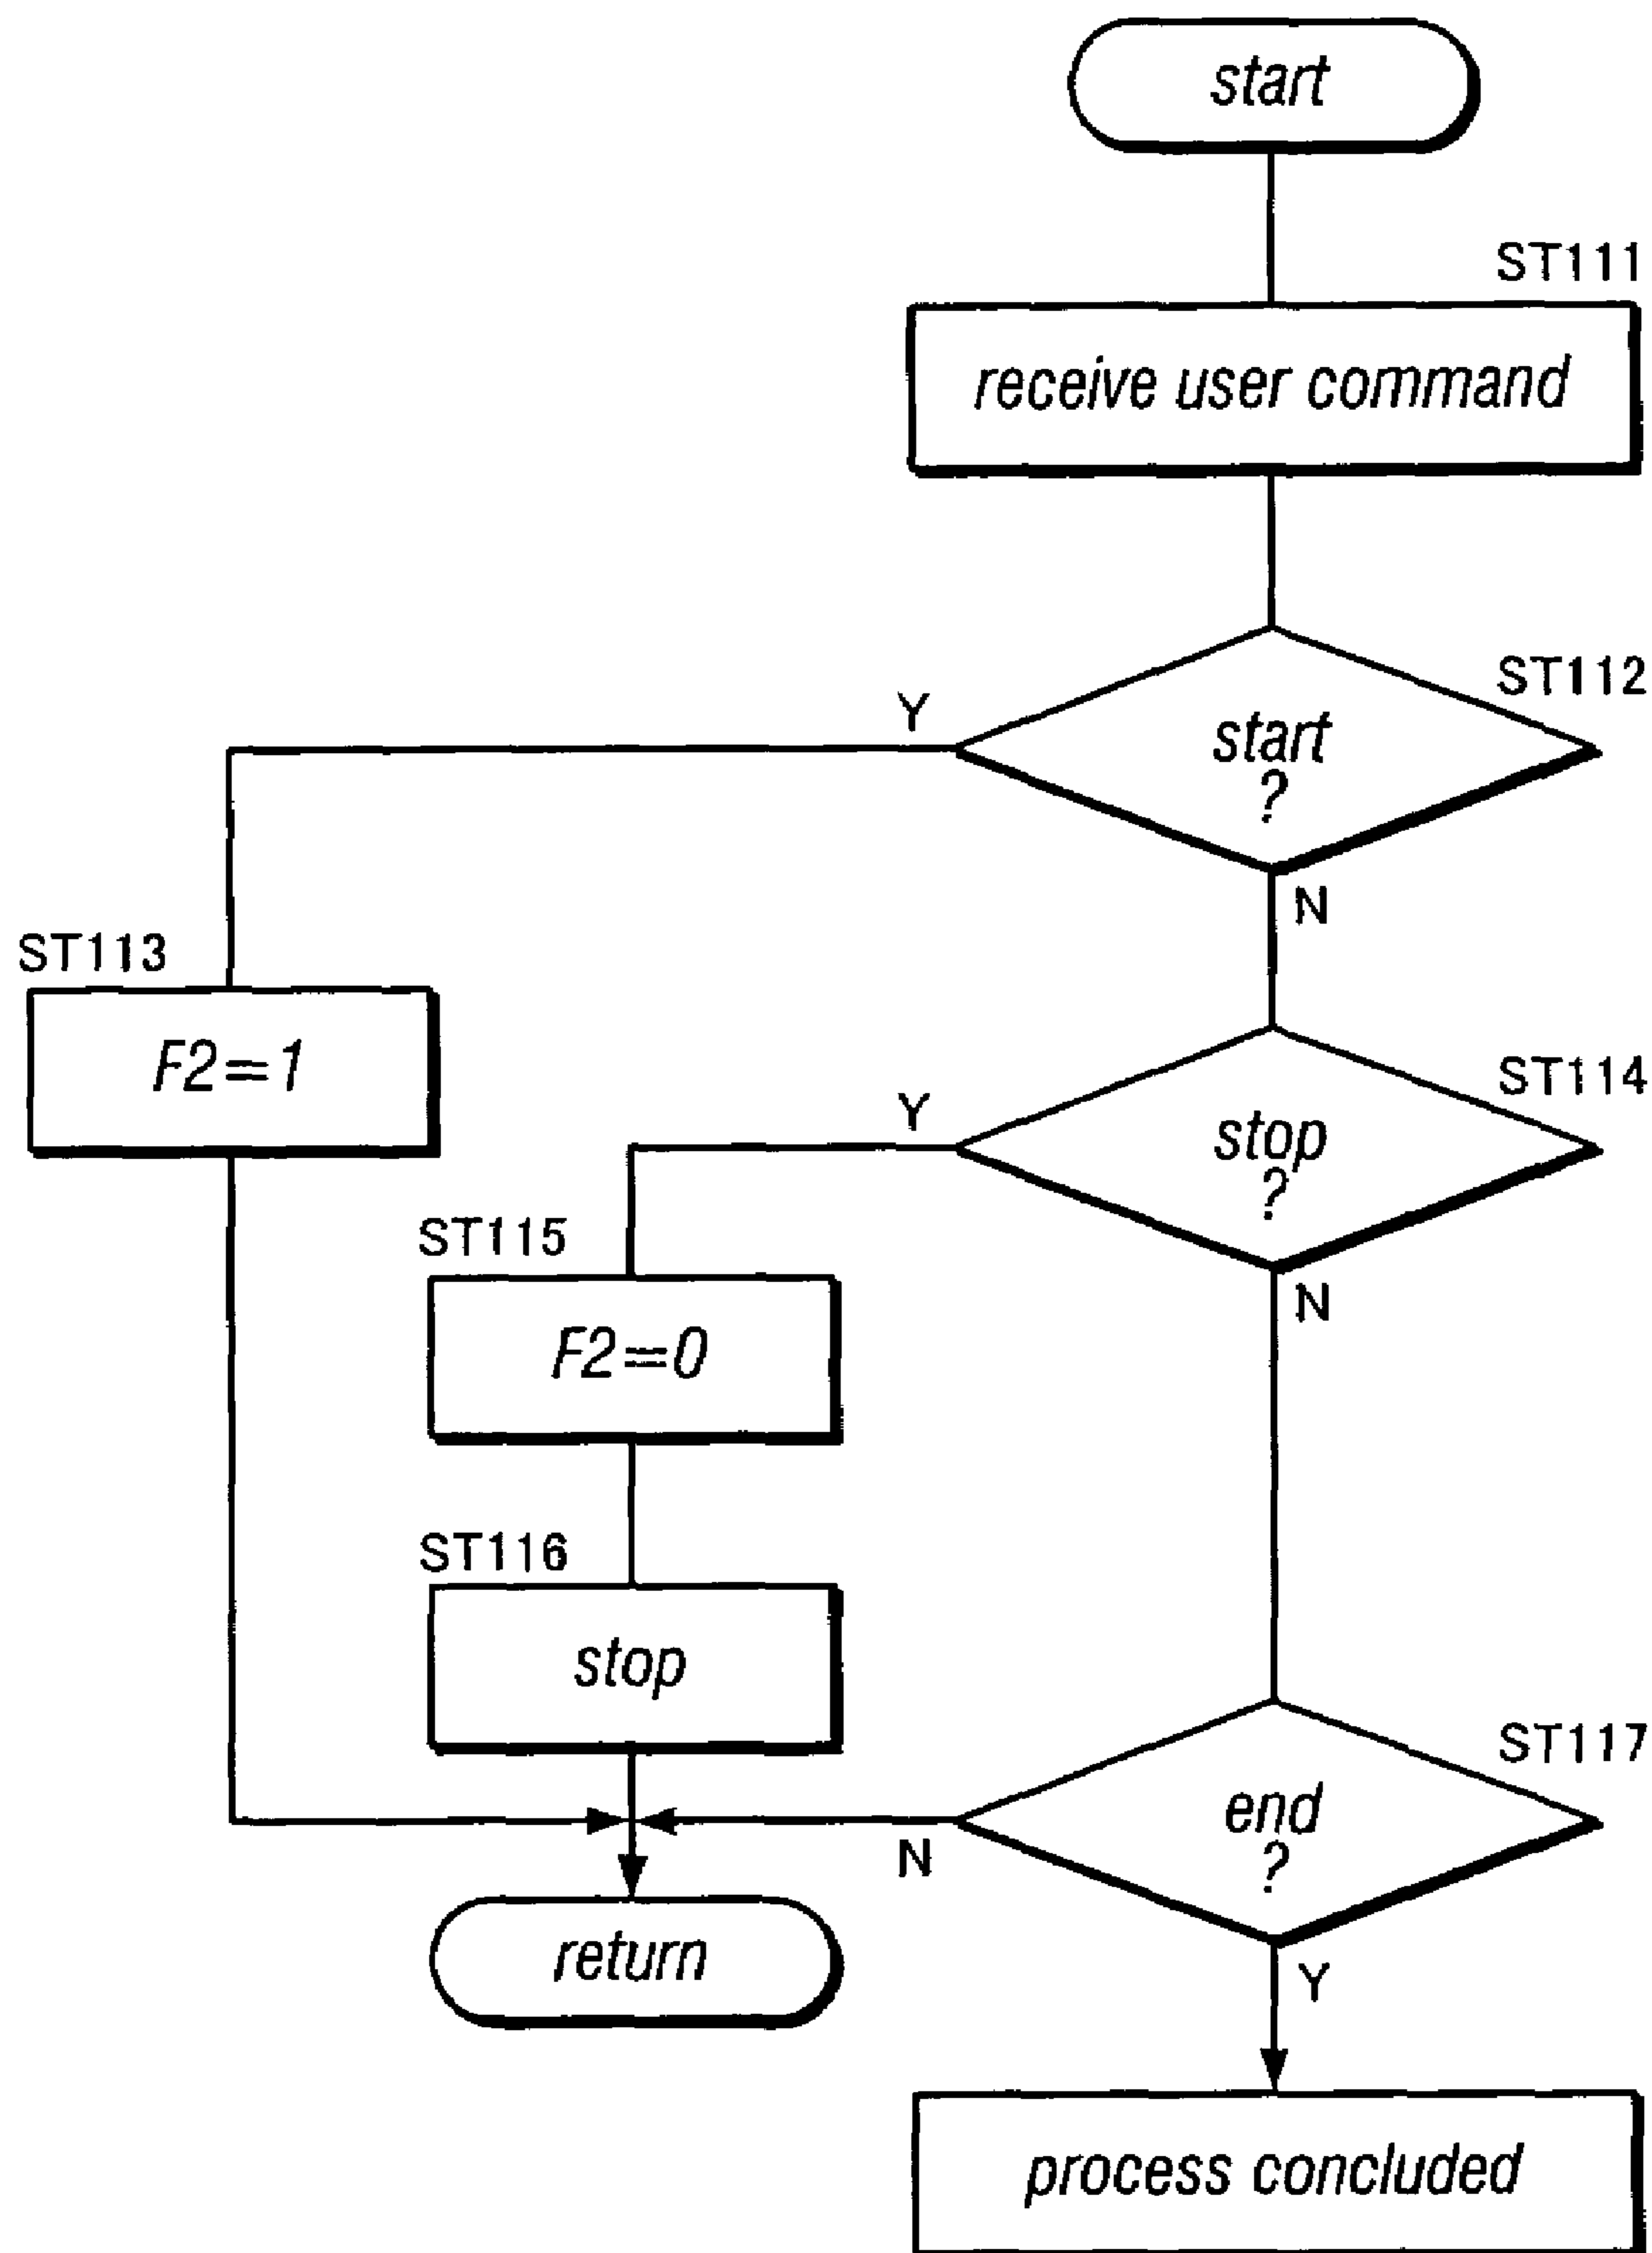 start
ST111
receive user command
ST112
Y
start
?
N
ST113
F2=1
ST114
Y
stop
?
N
ST115
F2=0
ST116
stop
ST117
end
?
N
Y
return
process concluded